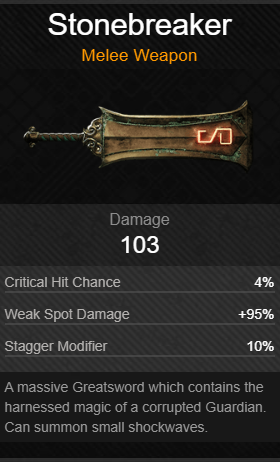 Stonebreaker
Melee Weapon
Damage
103
Critical Hit Chance 4%
Weak Spot Damage +95%
Stagger Modifier 10%
A massive Greatsword which contains the
harnessed magic of a corrupted Guardian.
Can summon small shockwaves.